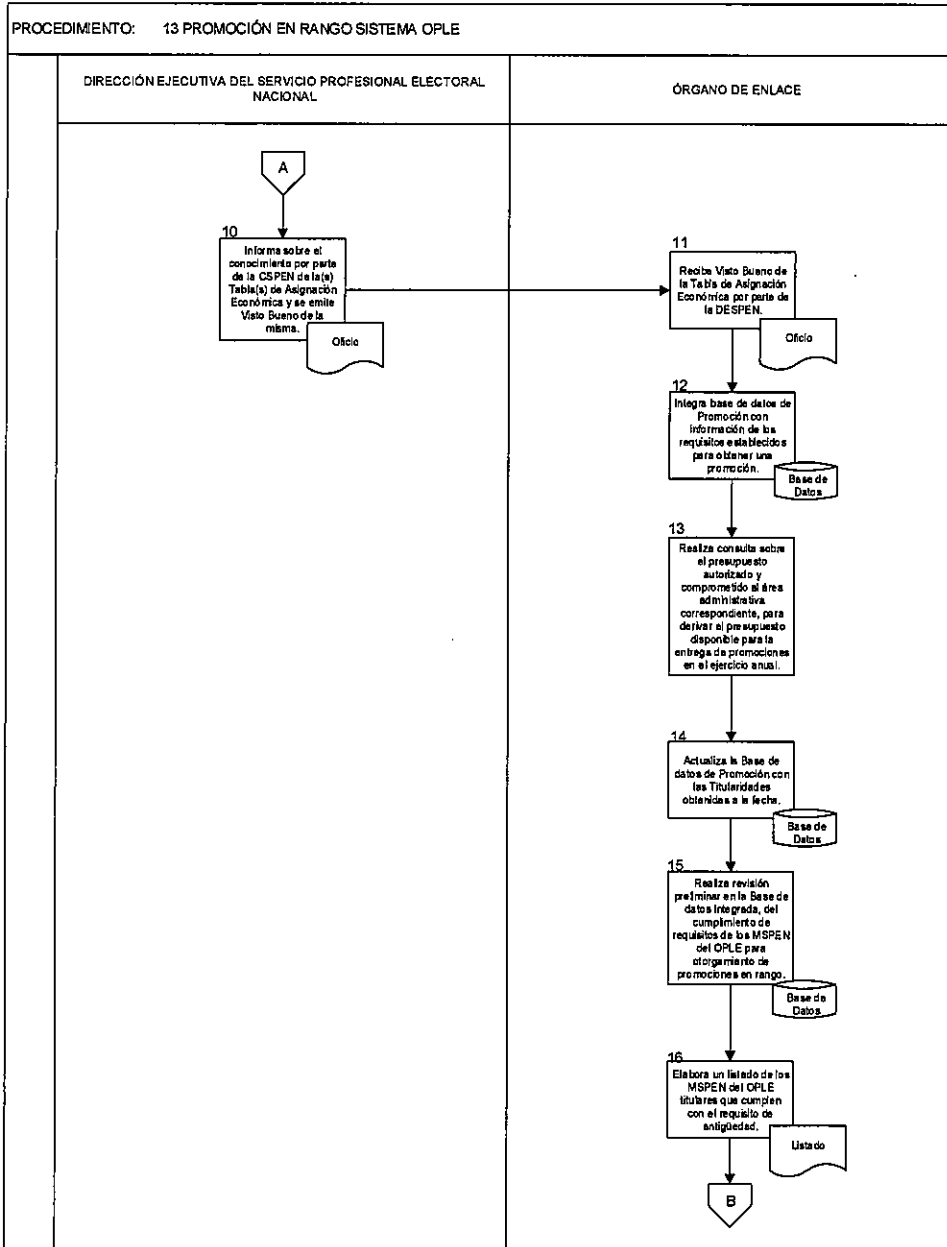 PROCEDIMIENTO: 13 PROMOCIÓN EN RANGO SISTEMA OPLE
DIRECCIÓN EJECUTIVA DEL SERVICIO PROFESIONAL ELECTORAL
NACIONAL
ÓRGANO DE ENLACE
A
10
Informa sobre el
conocimiento por parte
de la CSPEN de la(s)
Tabla(s) de Asignación
Económica y se emite
Visto Bueno de la
misma.
Oficio
11
Recibe Visto Bueno de
la Tabla de Asignación
Económica por parte de
la DESPEN.
Oficio
12
Integra base de datos de
Promoción con
información de los
requisitos establecidos
para obtener una
promoción.
Base de
Datos
13
Realiza consulta sobre
el presupuesto
autorizado y
comprometido al área
administrativa
correspondiente, para
derivar el presupuesto
disponible para la
entrega de promociones
en el ejercicio anual.
14
Actualiza la Base de
datos de Promoción con
las Titularidades
obtenidas a la fecha.
Base de
Datos
15
Realiza revisión
preliminar en la Base de
datos integrada, del
cumplimiento de
requisitos de los MSPEN
del OPLE para
otorgamiento de
promociones en rango.
Base de
Datos
16
Elabora un listado de los
MSPEN del OPLE
titulares que cumplen
con el requisito de
antigüedad.
Listado
B